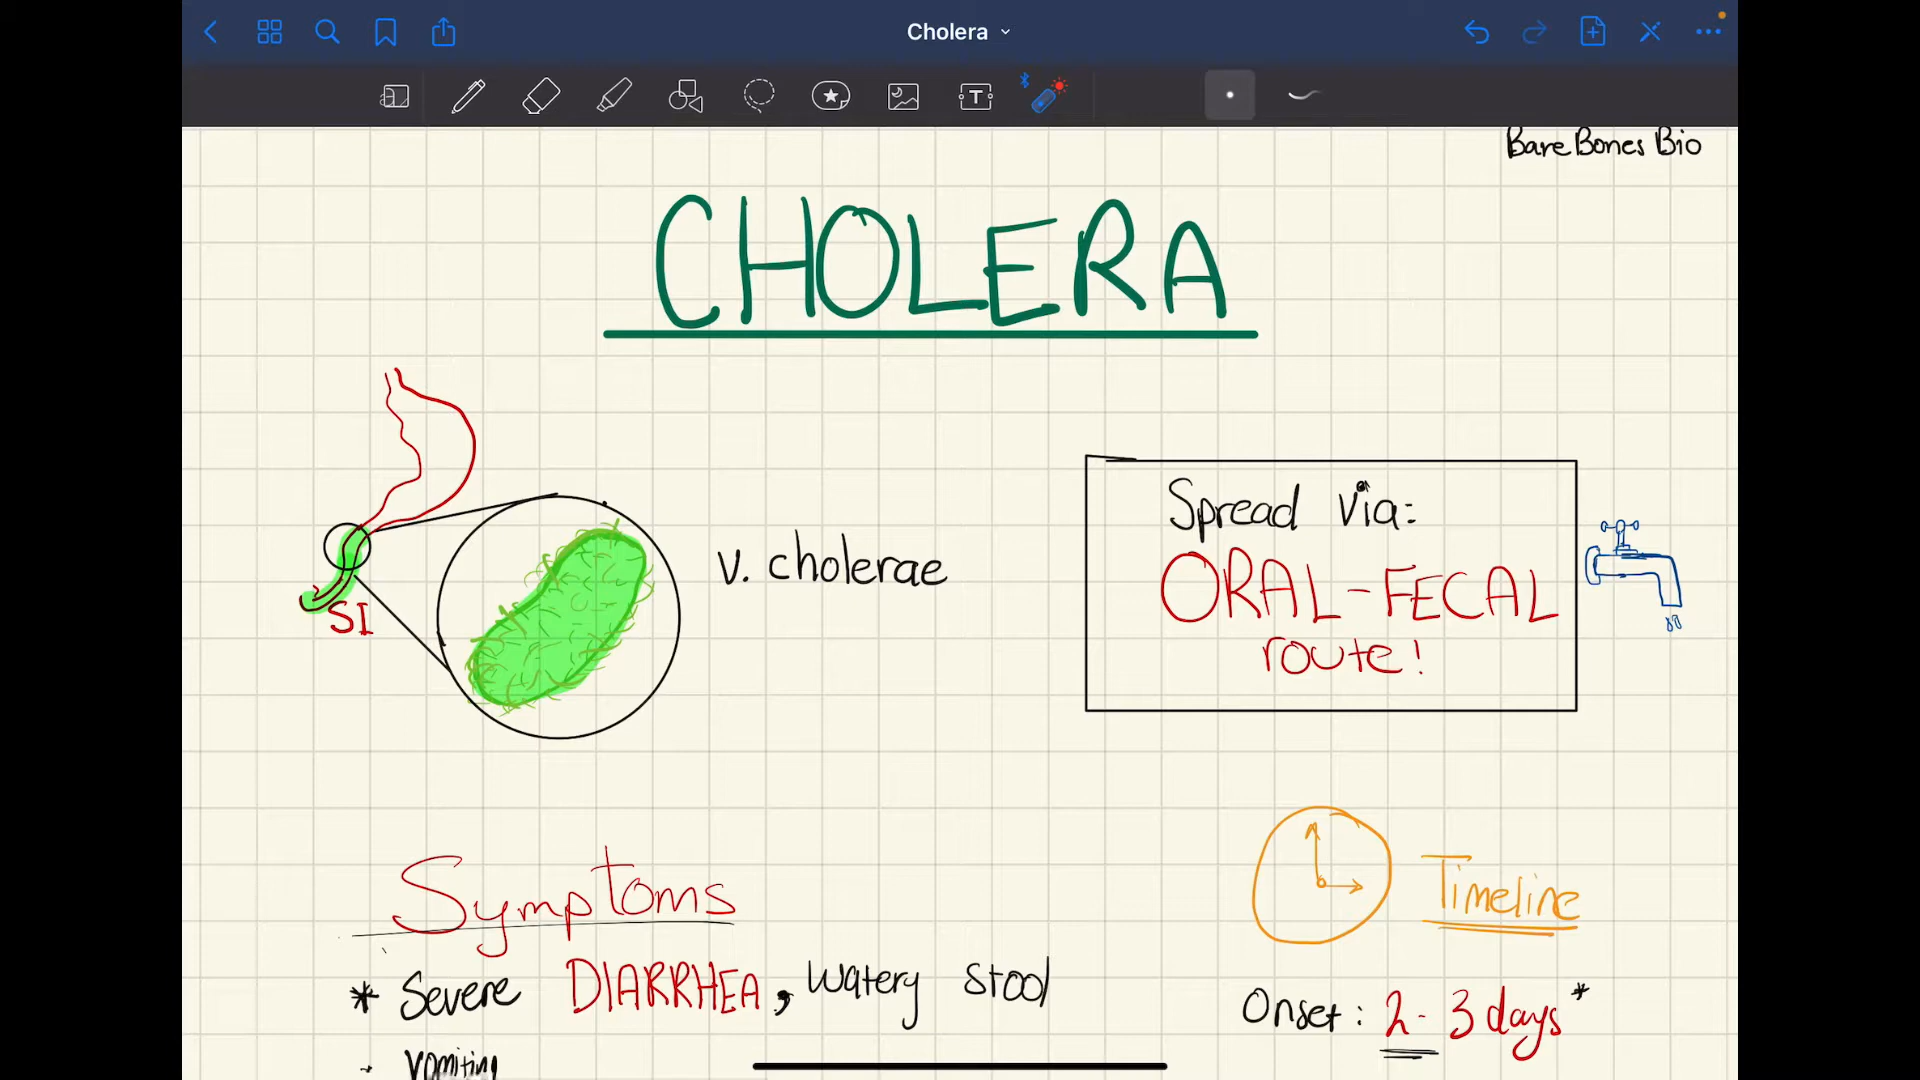 Cholera
Bare Bones Bio
CHOLERA
Spread via:
ORAL-FECAL
route!
V. cholerae
SI
Symptoms
Timeline
* Severe DIARRHEA, watery stool
Onset: 2-3 days*
- vomiting